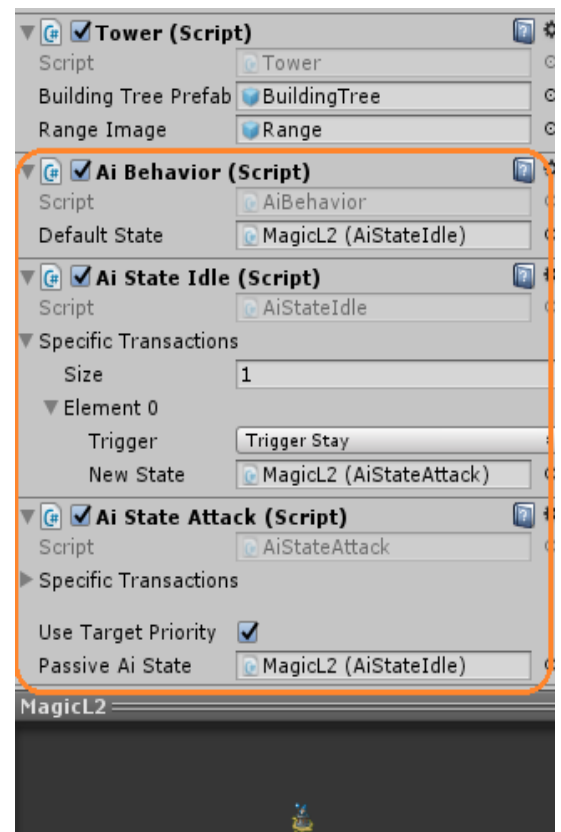 Tower (Script)
Script Tower
Building Tree Prefab BuildingTree
Range Image Range
Ai Behavior (Script)
Script AiBehavior
Default State MagicL2 (AiStateIdle)
Ai State Idle (Script)
Script AiStateIdle
Specific Transactions
Size 1
Element 0
Trigger Trigger Stay
New State MagicL2 (AiStateAttack)
Ai State Attack (Script)
Script AiStateAttack
Specific Transactions
Use Target Priority
Passive Ai State MagicL2 (AiStateIdle)
MagicL2